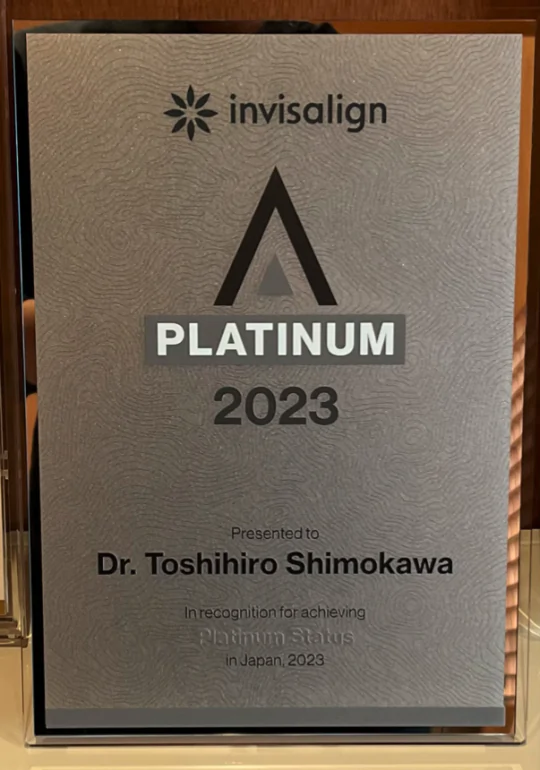 invisalign
PLATINUM
2023
Presented to
Dr. Toshihiro Shimokawa
In recognition for achieving
Platinum Status
in Japan, 2023